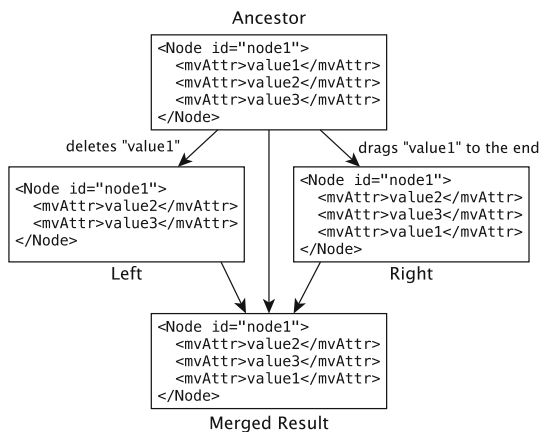 Ancestor
<Node id="node1">
  <mvAttr>value1</mvAttr>
  <mvAttr>value2</mvAttr>
  <mvAttr>value3</mvAttr>
</Node>
deletes "value1"
drags "value1" to the end
<Node id="node1">
  <mvAttr>value2</mvAttr>
  <mvAttr>value3</mvAttr>
</Node>
Left
<Node id="node1">
  <mvAttr>value2</mvAttr>
  <mvAttr>value3</mvAttr>
  <mvAttr>value1</mvAttr>
</Node>
Right
<Node id="node1">
  <mvAttr>value2</mvAttr>
  <mvAttr>value3</mvAttr>
  <mvAttr>value1</mvAttr>
</Node>
Merged Result